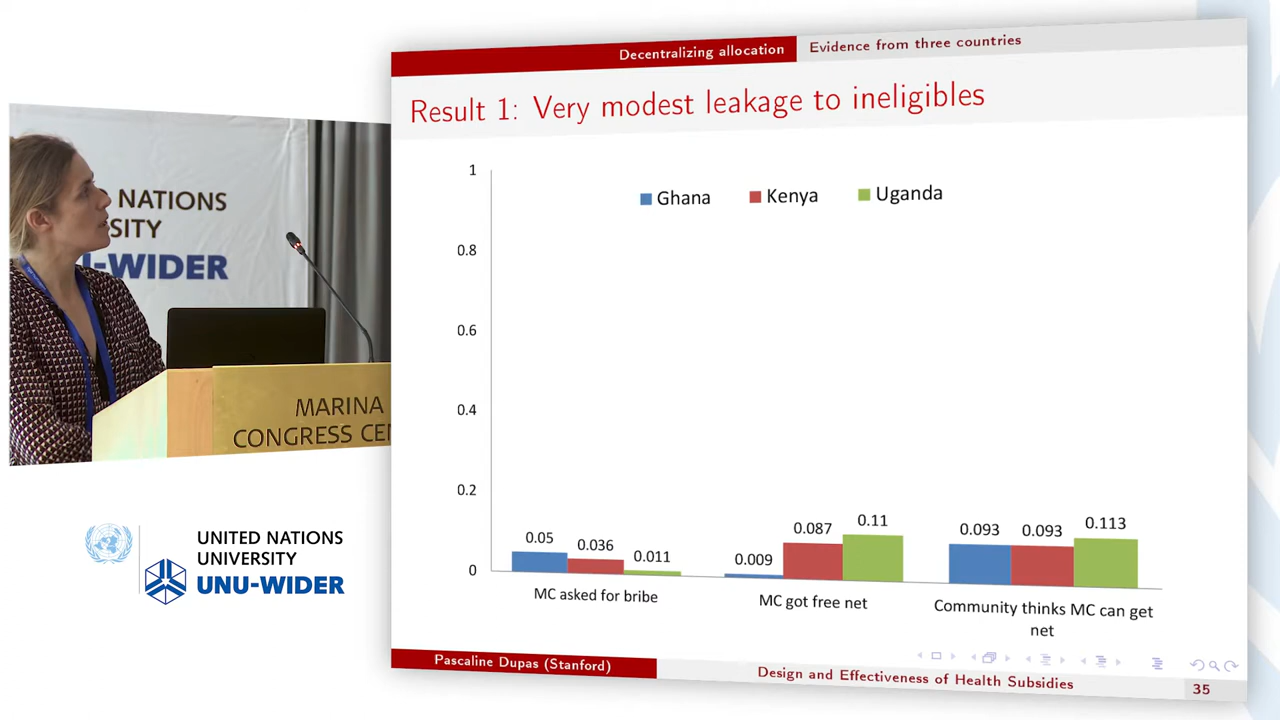 NATIONS
SITY
U-WIDER
MARINA
CONGRESS CE
UNITED NATIONS
UNIVERSITY
UNU-WIDER
Decentralizing allocation
Evidence from three countries
Result 1: Very modest leakage to ineligibles
1
0.8
0.6
0.4
0.2
0
Ghana
Kenya
Uganda
0.05
0.036
0.011
0.009
0.087
0.11
0.093
0.093
0.113
MC asked for bribe
MC got free net
Community thinks MC can get
net
Pascaline Dupas (Stanford)
Design and Effectiveness of Health Subsidies
35